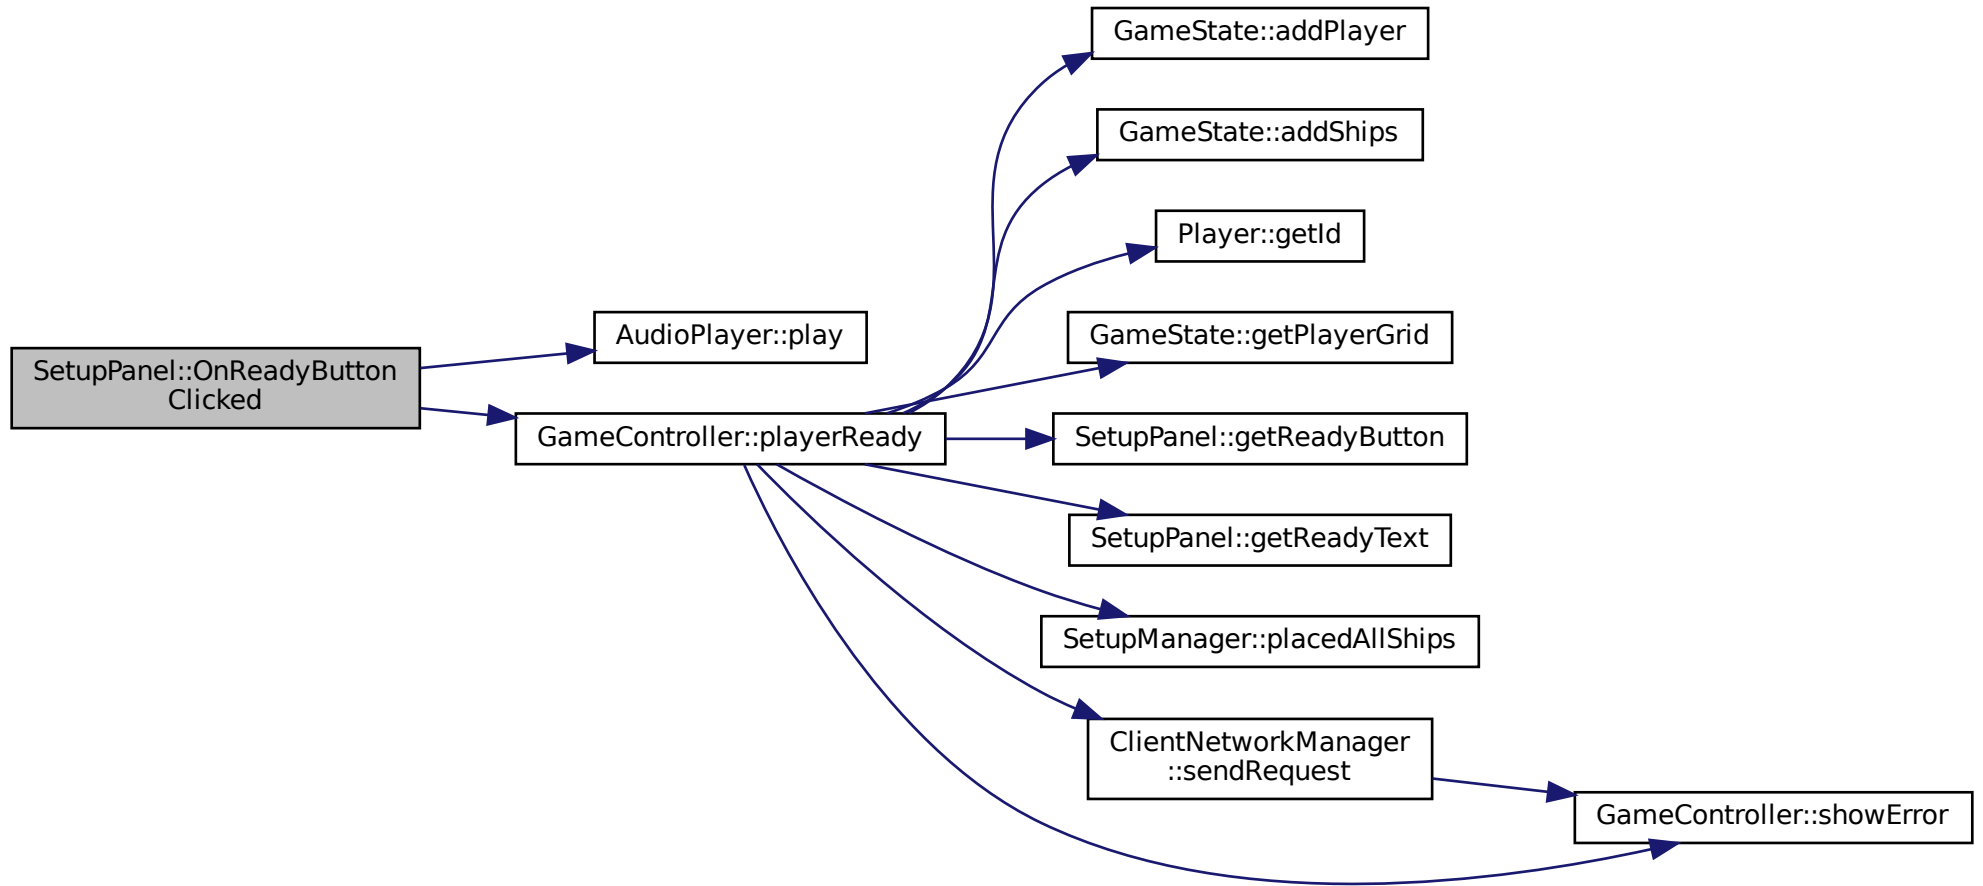 GameState::addPlayer
GameState::addShips
Player::getId
AudioPlayer::play
GameState::getPlayerGrid
SetupPanel::OnReadyButton
Clicked
GameController::playerReady
SetupPanel::getReadyButton
SetupPanel::getReadyText
SetupManager::placedAllShips
ClientNetworkManager
::sendRequest
GameController::showError